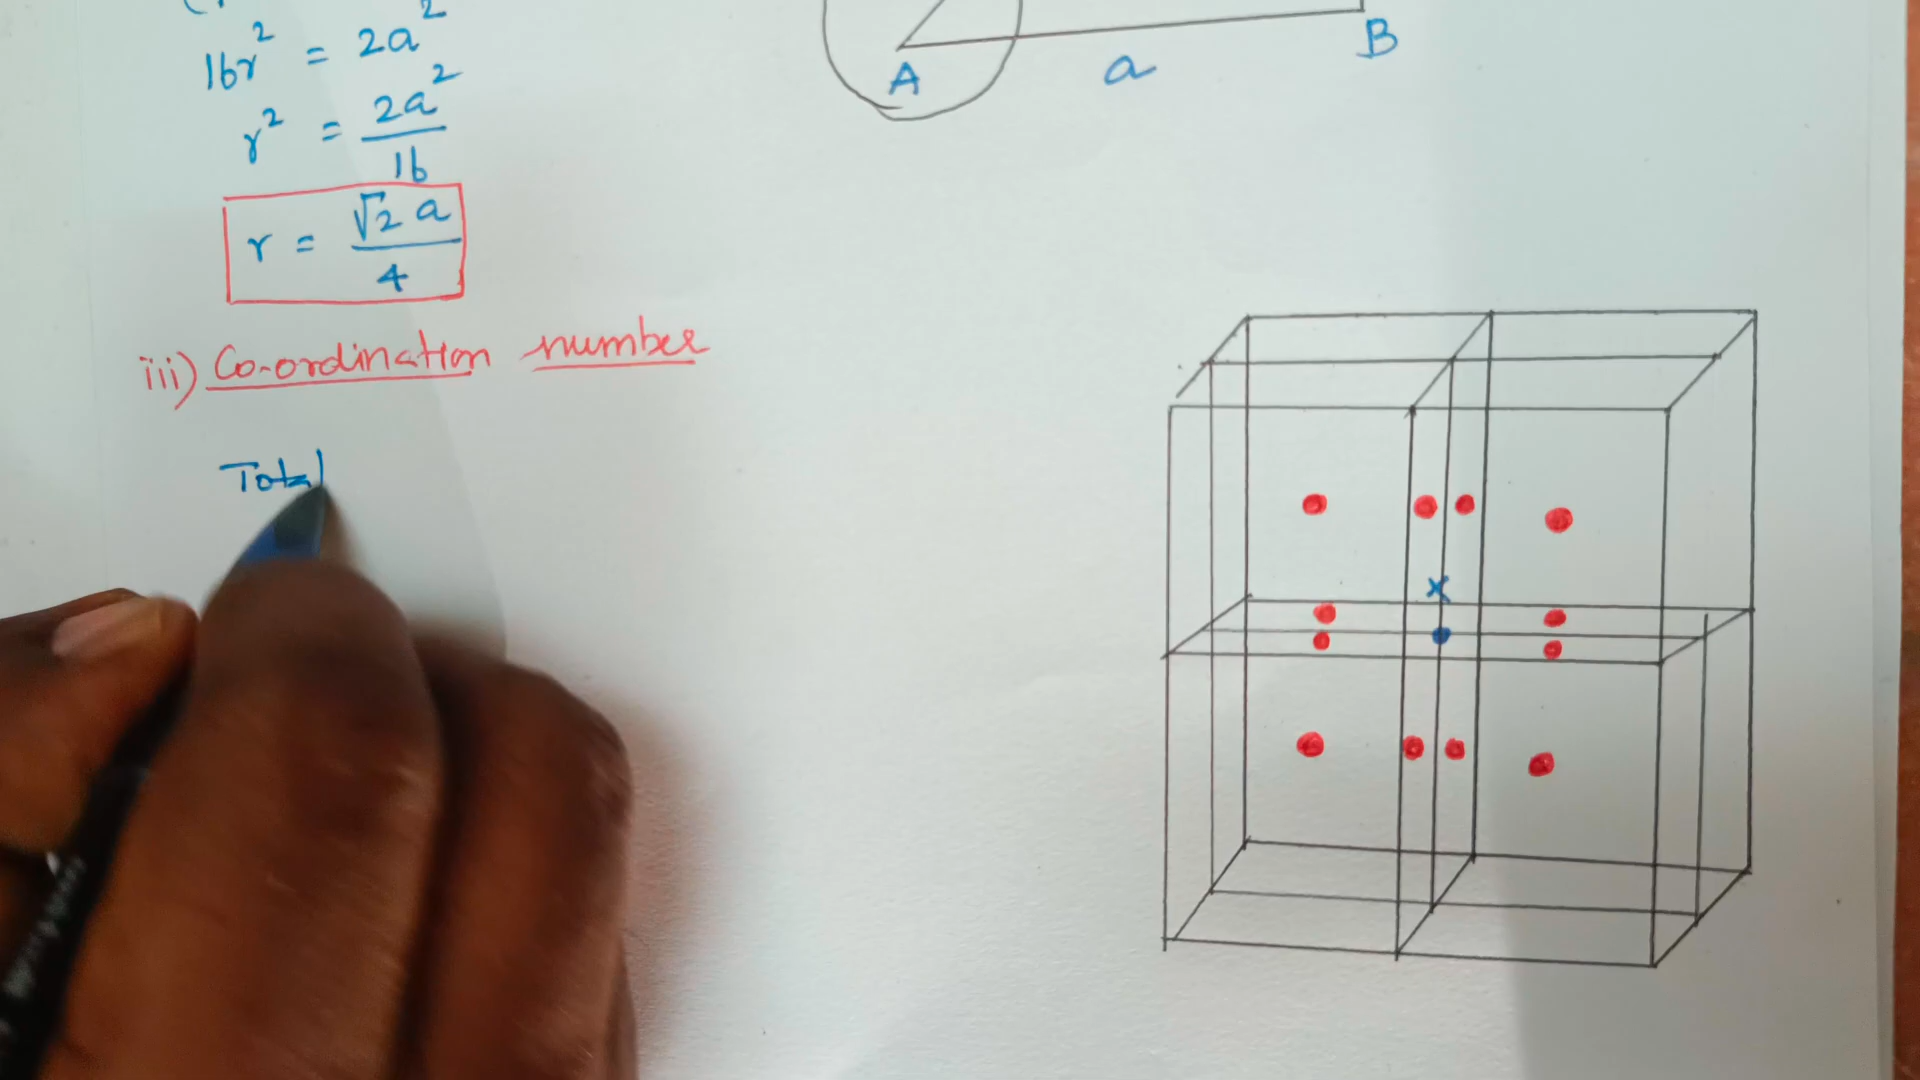 16r² = 2a²
r² = 2a²/16
r = √2 a/4
iii) Co-ordination number
Total
A
a
B
x